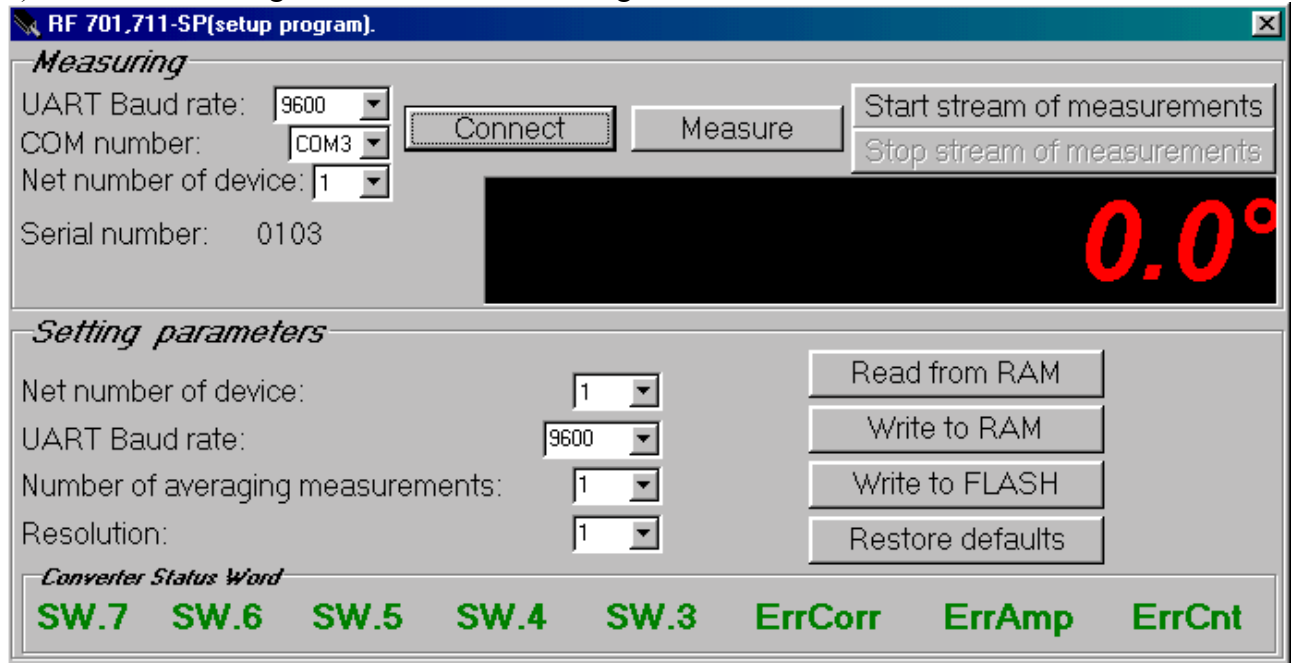 RF 701,711-SP(setup program).
Measuring
UART Baud rate: 9600
COM number: COM3
Net number of device: 1
Serial number: 0103
Connect
Measure
Start stream of measurements
Stop stream of measurements
0.0°
Setting parameters
Net number of device: 1
UART Baud rate: 9600
Number of averaging measurements: 1
Resolution: 1
Read from RAM
Write to RAM
Write to FLASH
Restore defaults
Converter Status Word
SW.7 SW.6 SW.5 SW.4 SW.3 ErrCorr ErrAmp ErrCnt